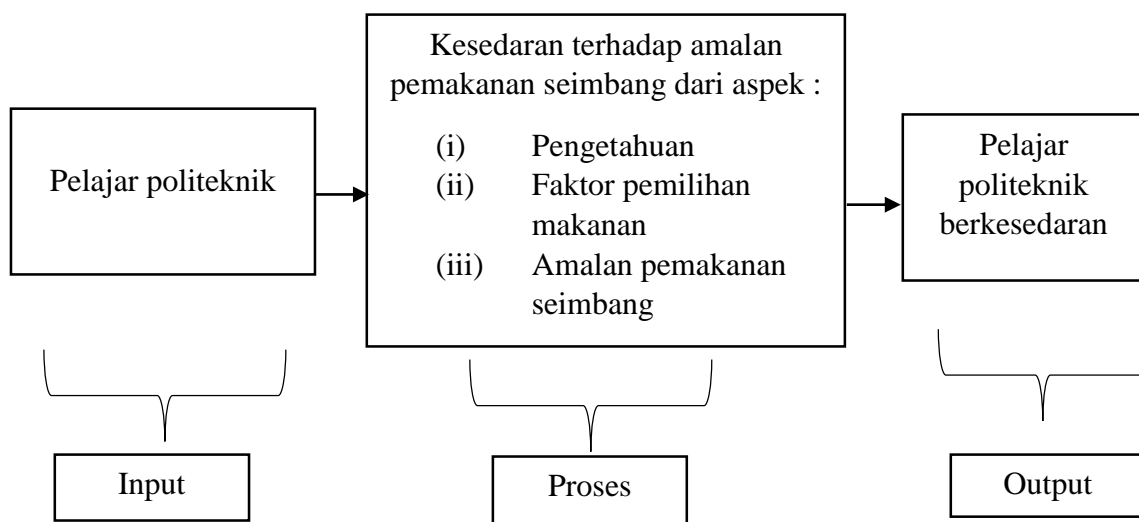 Pelajar politeknik
Kesedaran terhadap amalan
pemakanan seimbang dari aspek :
(i) Pengetahuan
(ii) Faktor pemilihan
makanan
(iii) Amalan pemakanan
seimbang
Pelajar
politeknik
berkesedaran
Input
Proses
Output